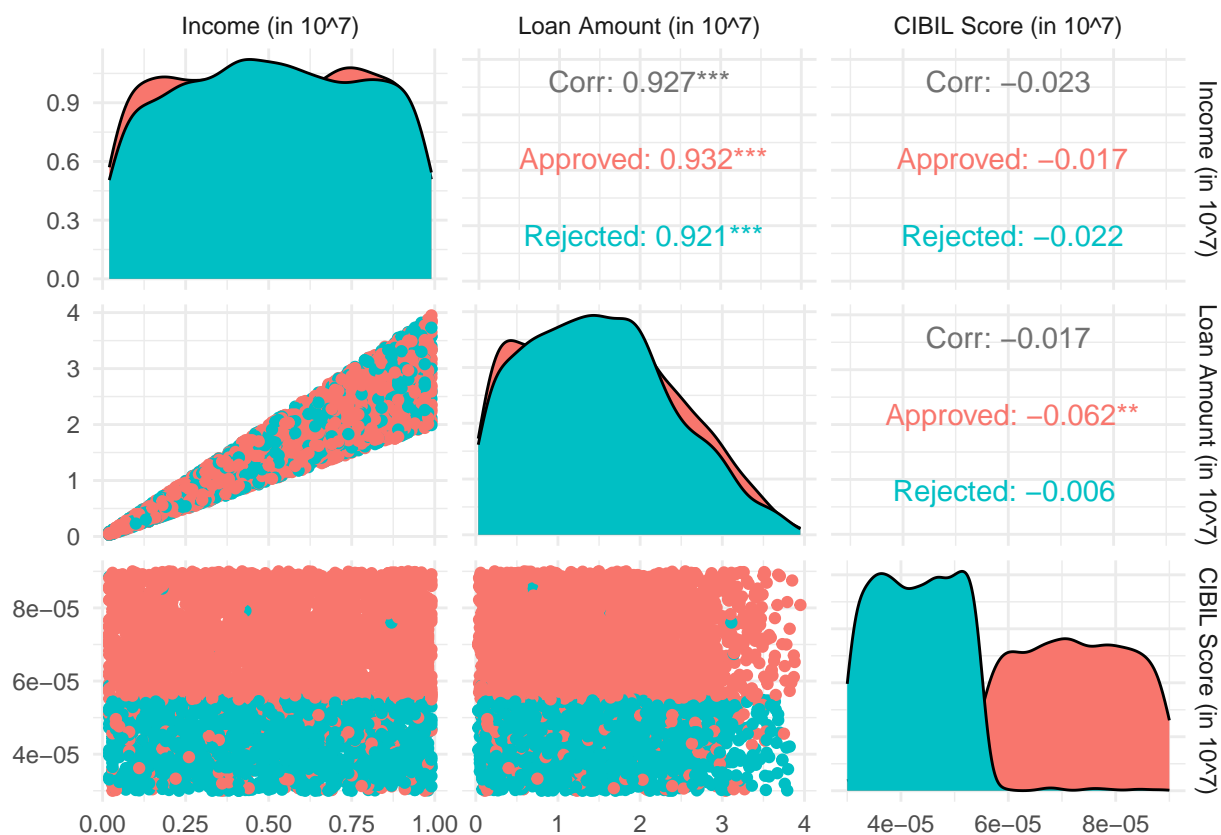 Income (in 10^7)
Loan Amount (in 10^7)
CIBIL Score (in 10^7)
0.9
0.6
0.3
0.0
Corr: 0.927***
Approved: 0.932***
Rejected: 0.921***
Corr: −0.023
Approved: −0.017
Rejected: −0.022
Income (in 10^7)
4
3
2
1
0
Corr: −0.017
Approved: −0.062**
Rejected: −0.006
Loan Amount (in 10^7)
8e−05
6e−05
4e−05
CIBIL Score (in 10^7)
0.00 0.25 0.50 0.75 1.00
0 1 2 3 4
4e−05 6e−05 8e−05